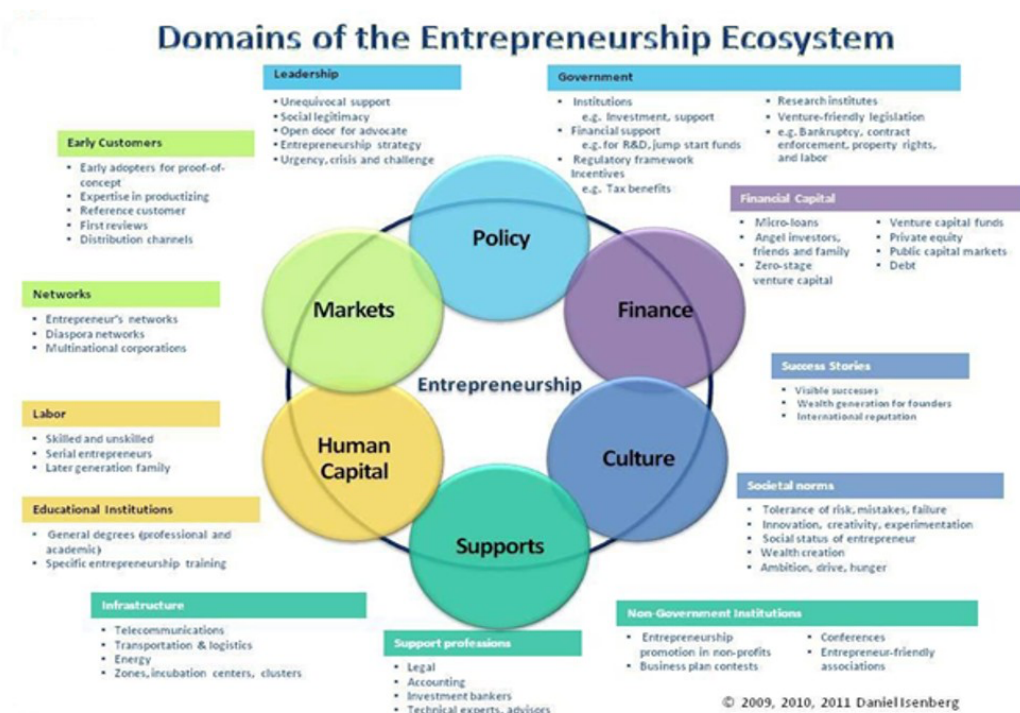 Domains of the Entrepreneurship Ecosystem
Leadership
• Unequivocal support
• Social legitimacy
• Open door for advocate
• Entrepreneurship strategy
• Urgency, crisis and challenge
Government
• Institutions
e.g. Investment, support
• Financial support
e.g. for R&D, jump start funds
• Regulatory framework
Incentives
e.g. Tax benefits
• Research institutes
• Venture-friendly legislation
• e.g. Bankruptcy, contract
enforcement, property rights,
and labor
Early Customers
• Early adopters for proof-of-
concept
• Expertise in productizing
• Reference customer
• First reviews
• Distribution channels
Financial Capital
• Micro-loans
• Angel investors,
friends and family
• Zero-stage
venture capital
• Venture capital funds
• Private equity
• Public capital markets
• Debt
Networks
• Entrepreneur's networks
• Diaspora networks
• Multinational corporations
Policy
Markets
Finance
Entrepreneurship
Human
Capital
Culture
Supports
Success Stories
• Visible successes
• Wealth generation for founders
• International reputation
Labor
• Skilled and unskilled
• Serial entrepreneurs
• Later generation family
Societal norms
• Tolerance of risk, mistakes, failure
• Innovation, creativity, experimentation
• Social status of entrepreneur
• Wealth creation
• Ambition, drive, hunger
Educational Institutions
• General degrees (professional and
academic)
• Specific entrepreneurship training
Infrastructure
• Telecommunications
• Transportation & logistics
• Energy
• Zones, incubation centers, clusters
Support professions
• Legal
• Accounting
• Investment bankers
• Technical experts, advisors
Non-Government Institutions
• Entrepreneurship
promotion in non-profits
• Business plan contests
• Conferences
• Entrepreneur-friendly
associations
© 2009, 2010, 2011 Daniel Isenberg